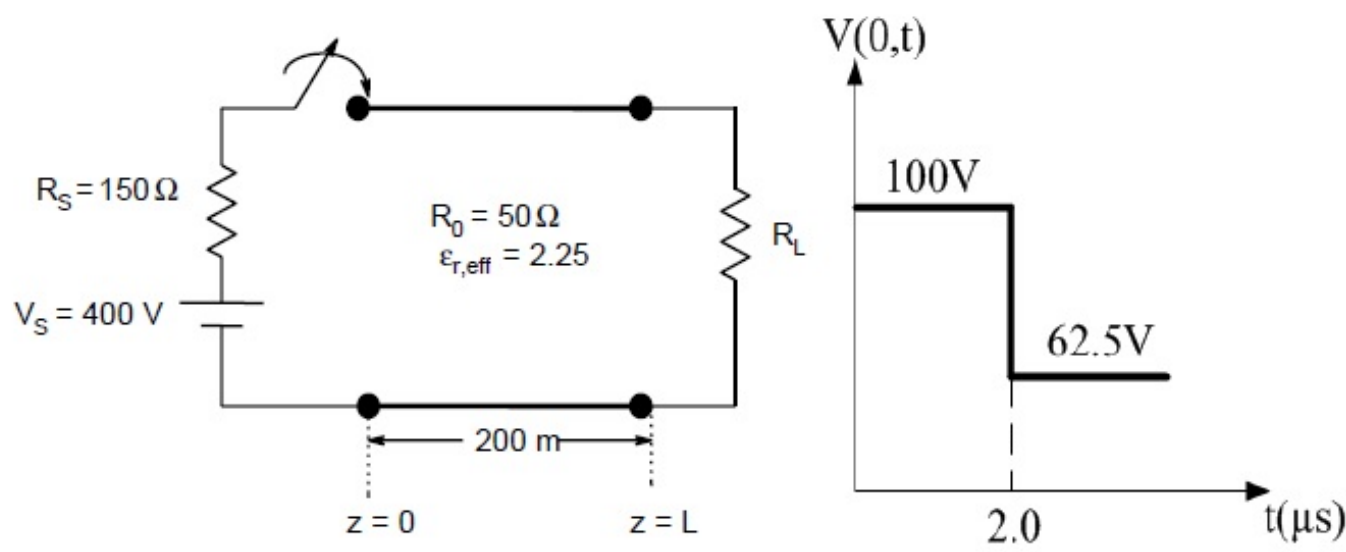 R_S = 150 Ω
V_S = 400 V
R_0 = 50 Ω
ε_r,eff = 2.25
R_L
200 m
z = 0
z = L
V(0,t)
100V
62.5V
2.0
t(μs)